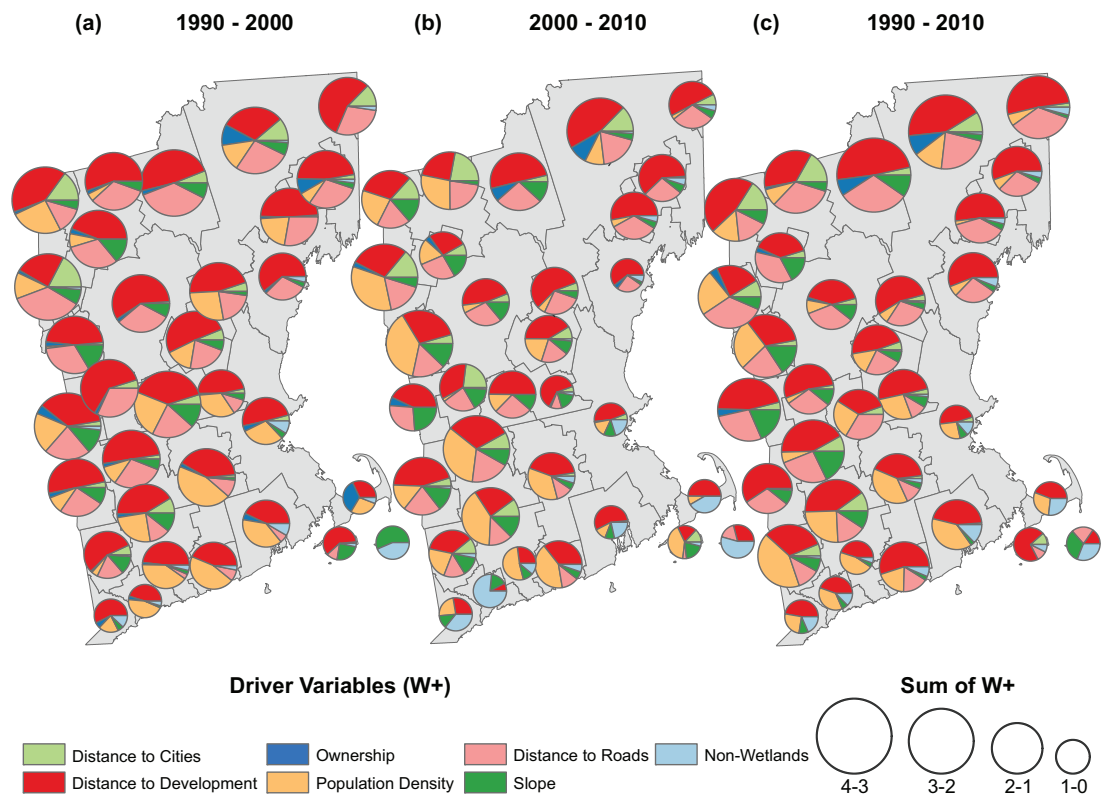 (a) 1990 - 2000 (b) 2000 - 2010 (c) 1990 - 2010
Driver Variables (W+) Sum of W+
Distance to Cities Ownership Distance to Roads Non-Wetlands
Distance to Development Population Density Slope
4-3 3-2 2-1 1-0